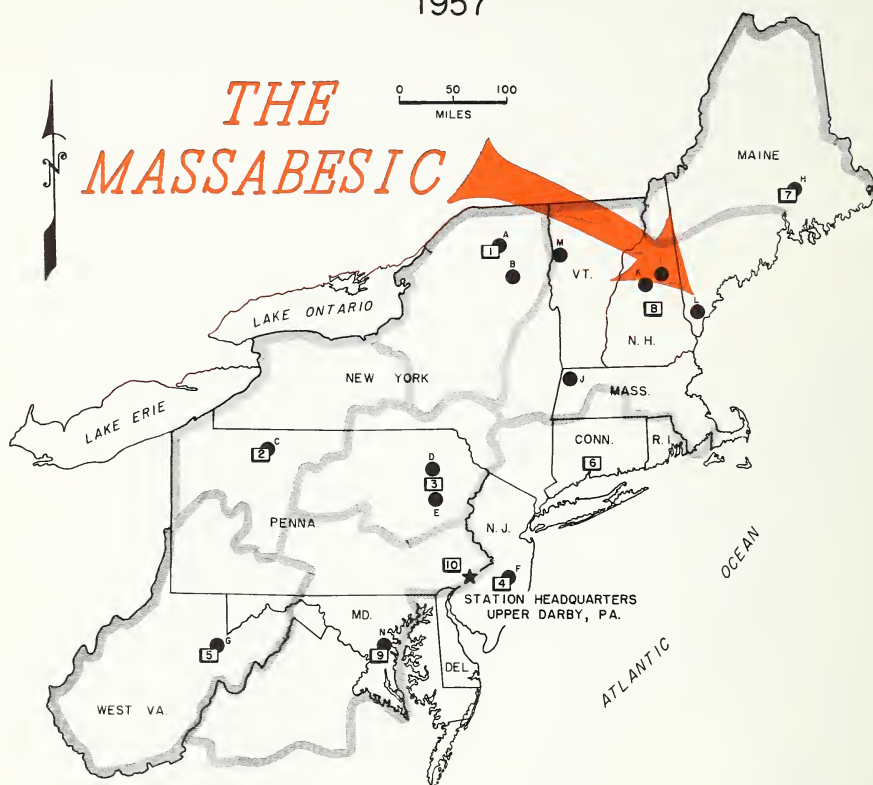 1957
THE
MASSABESIC
0 50 100
MILES
N
MAINE
H
7
A
1
B
M
VT.
I
K
8
L
N.H.
LAKE ONTARIO
NEW YORK
J
MASS.
LAKE ERIE
CONN.
R.I.
6
C
2
D
3
E
PENNA
N.J.
10
F
4
STATION HEADQUARTERS
UPPER DARBY, PA.
OCEAN
ATLANTIC
MD.
N
9
DEL
G
5
WEST VA.